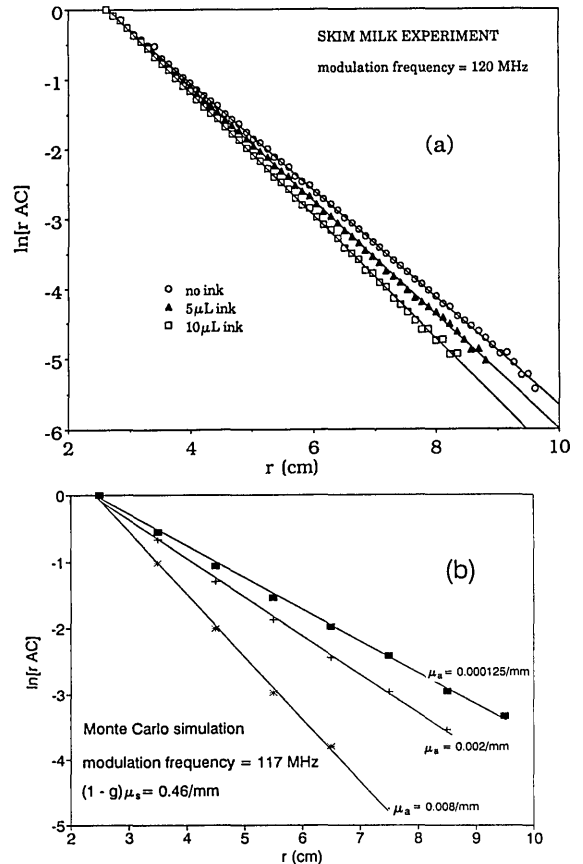 0
-1
-2
-3
-4
-5
-6
ln[r AC]
SKIM MILK EXPERIMENT
modulation frequency = 120 MHz
(a)
no ink
5μL ink
10μL ink
2
4
6
8
10
r (cm)
0
-1
-2
-3
-4
-5
ln[r AC]
(b)
μa = 0.000125/mm
μa = 0.002/mm
μa = 0.008/mm
Monte Carlo simulation
modulation frequency = 117 MHz
(1 - g)μs = 0.46/mm
2
3
4
5
6
7
8
9
10
r (cm)